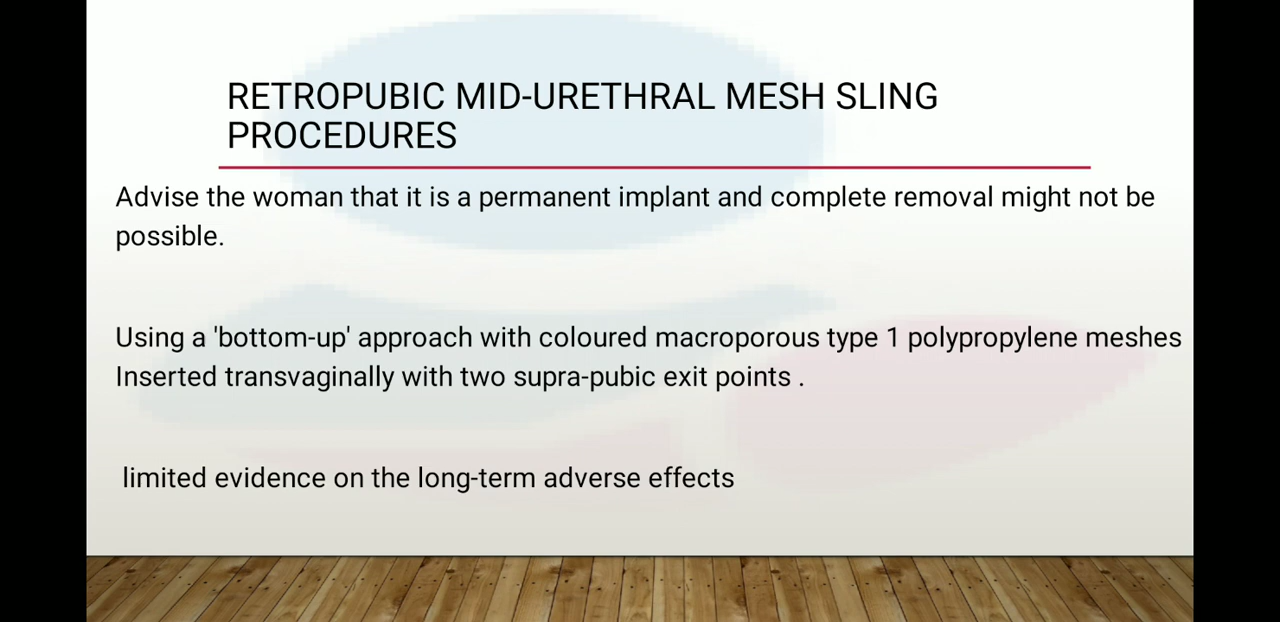 RETROPUBIC MID-URETHRAL MESH SLING
PROCEDURES
Advise the woman that it is a permanent implant and complete removal might not be
possible.
Using a 'bottom-up' approach with coloured macroporous type 1 polypropylene meshes
Inserted transvaginally with two supra-pubic exit points .
limited evidence on the long-term adverse effects